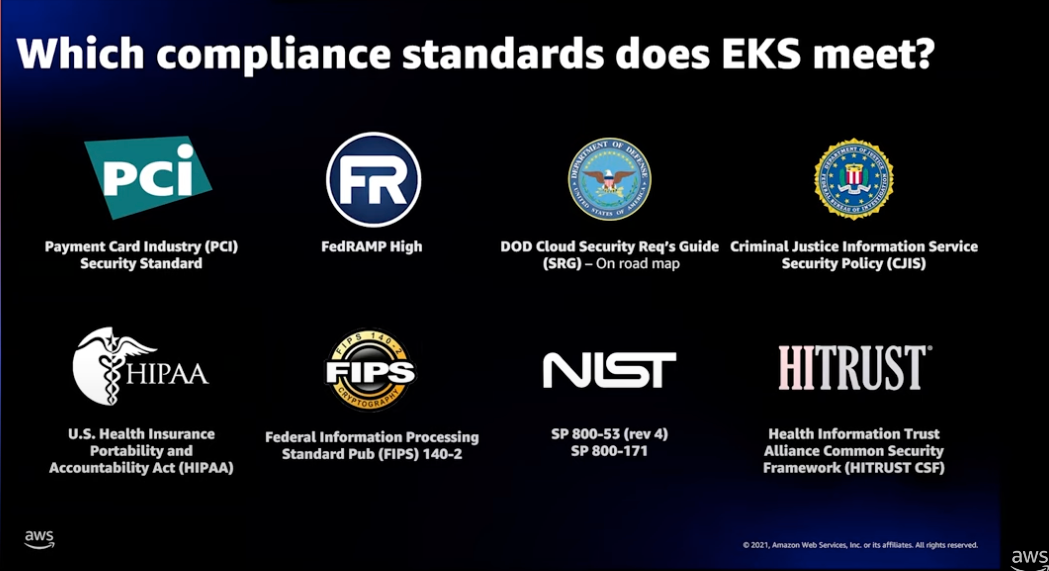 Which compliance standards does EKS meet?
PCi
FR
DEPARTMENT OF DEFENSE
UNITED STATES OF AMERICA
DEPARTMENT OF JUSTICE
FEDERAL BUREAU OF INVESTIGATION
Payment Card Industry (PCI)
Security Standard
FedRAMP High
DOD Cloud Security Req's Guide
(SRG) – On road map
Criminal Justice Information Service
Security Policy (CJIS)
HIPAA
FIPS 140-2
FIPS
CRYPTOGRAPHY
NIST
HITRUST®
U.S. Health Insurance
Portability and
Accountability Act (HIPAA)
Federal Information Processing
Standard Pub (FIPS) 140-2
SP 800-53 (rev 4)
SP 800-171
Health Information Trust
Alliance Common Security
Framework (HITRUST CSF)
aws
© 2021, Amazon Web Services, Inc. or its affiliates. All rights reserved.
aws